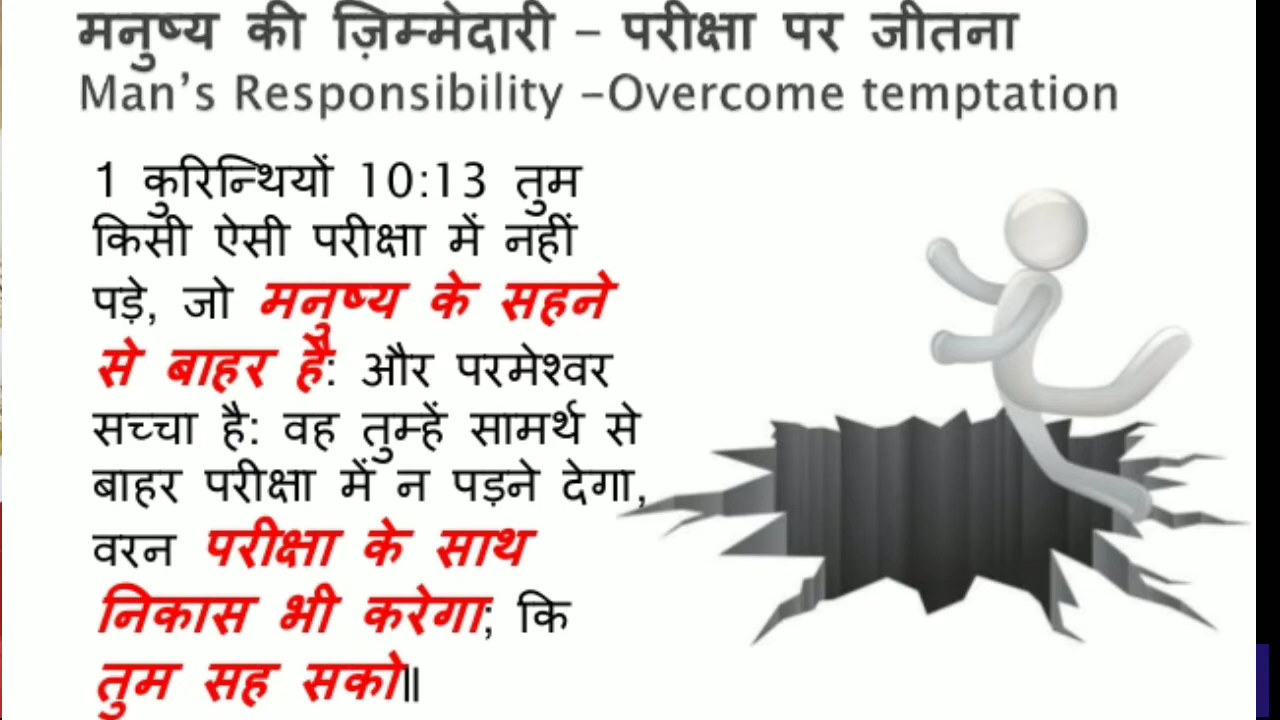 मनुष्य की ज़िम्मेदारी – परीक्षा पर जीतना
Man's Responsibility –Overcome temptation
1 कुरिन्थियों 10:13 तुम
किसी ऐसी परीक्षा में नहीं
पड़े, जो मनुष्य के सहने
से बाहर है: और परमेश्वर
सच्चा है: वह तुम्हें सामर्थ से
बाहर परीक्षा में न पड़ने देगा,
वरन परीक्षा के साथ
निकास भी करेगा; कि
तुम सह सको॥